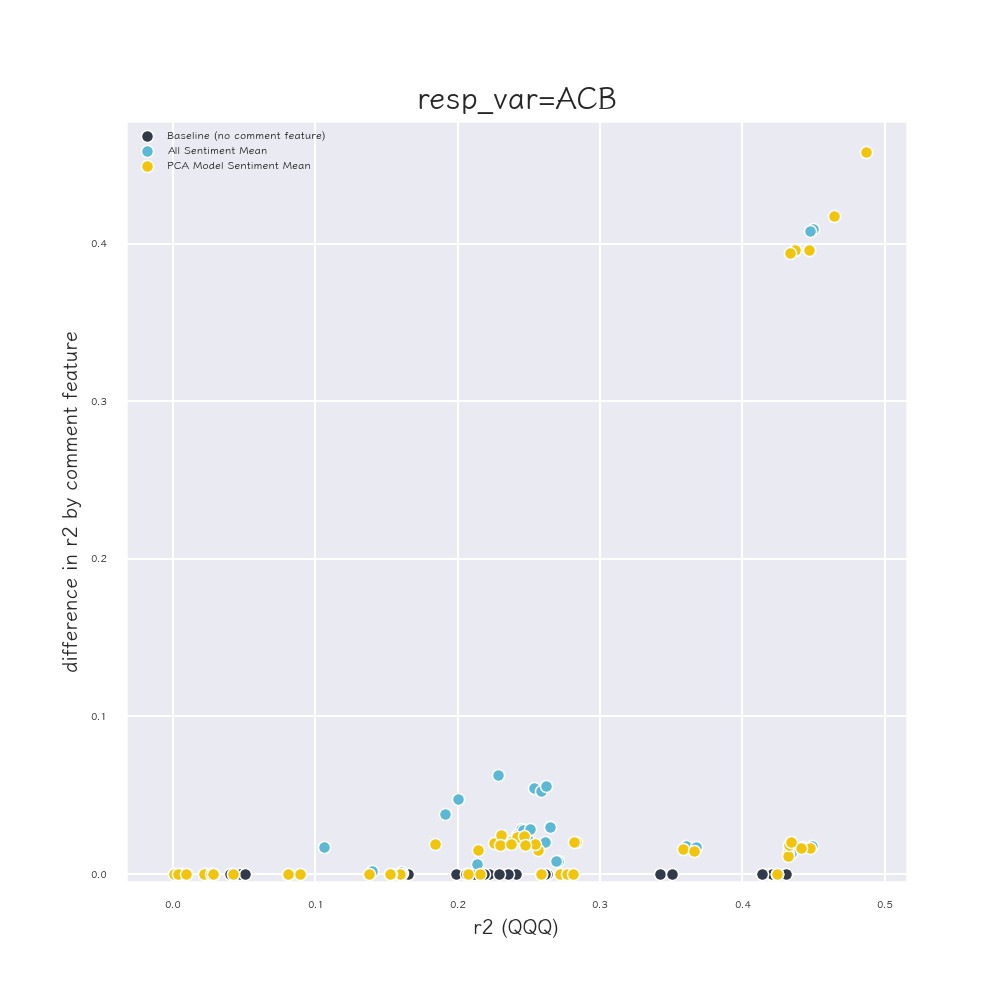 resp_var=ACB
Baseline (no comment feature)
All Sentiment Mean
PCA Model Sentiment Mean
difference in r2 by comment feature
0.4
0.3
0.2
0.1
0.0
0.0 0.1 0.2 0.3 0.4 0.5
r2 (QQQ)